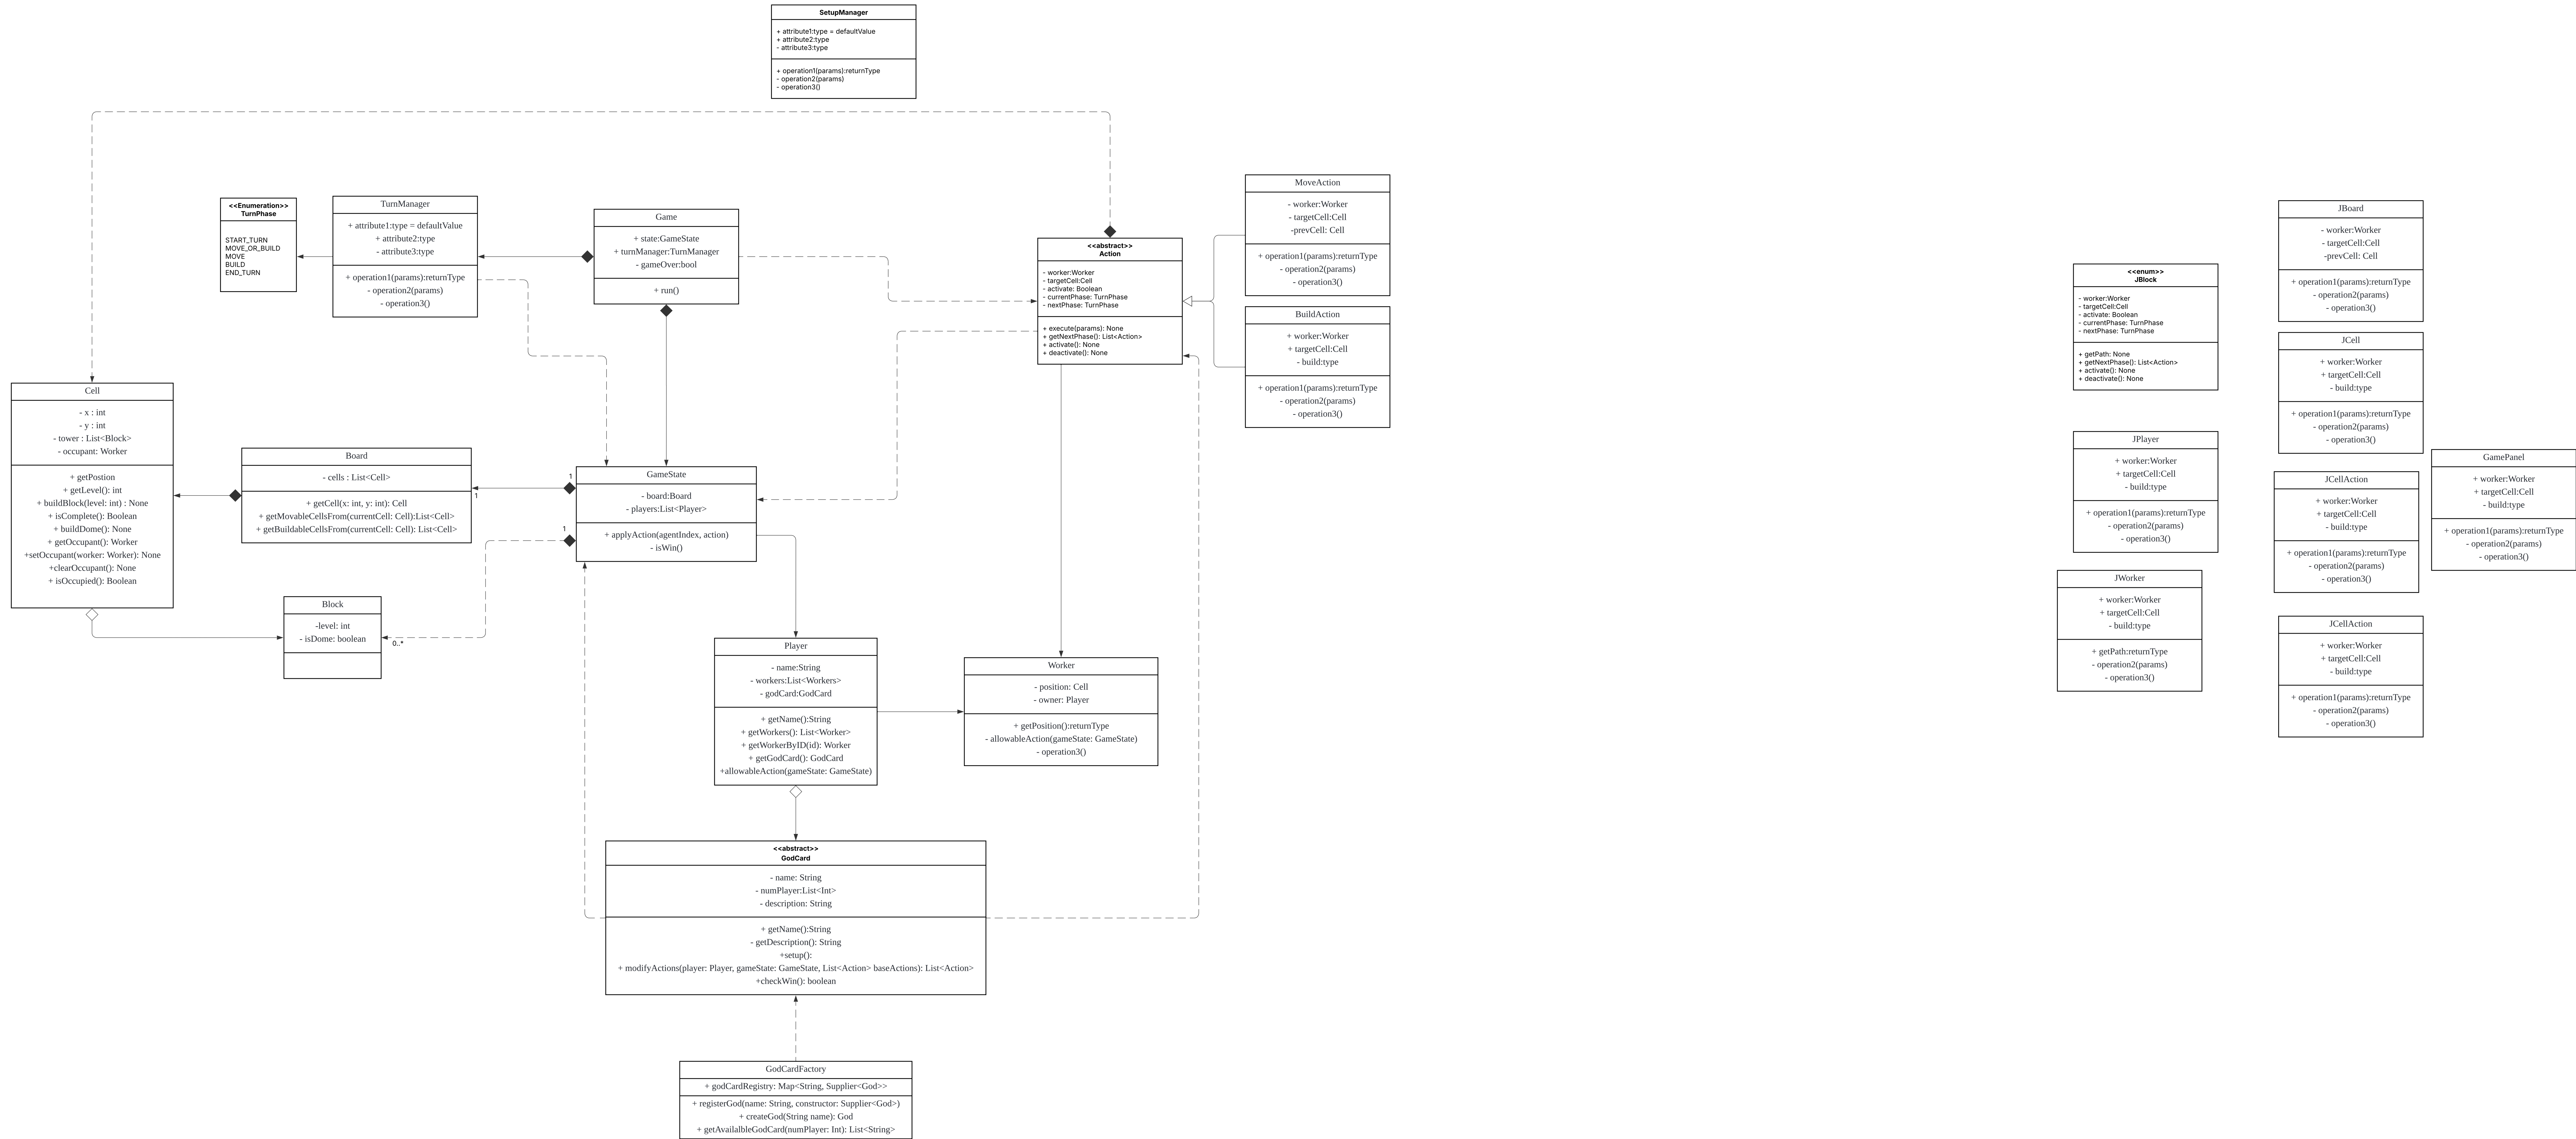 SetupManager
+ attribute1:type = defaultValue
+ attribute2:type
- attribute3:type
+ operation1(params):returnType
- operation2(params)
- operation3()
<<Enumeration>>
TurnPhase
START_TURN
MOVE_OR_BUILD
MOVE
BUILD
END_TURN
TurnManager
+ attribute1:type = defaultValue
+ attribute2:type
- attribute3:type
+ operation1(params):returnType
- operation2(params)
- operation3()
Game
+ state:GameState
+ turnManager:TurnManager
- gameOver:bool
+ run()
<<abstract>>
Action
- worker:Worker
- targetCell:Cell
- activate: Boolean
- currentPhase: TurnPhase
- nextPhase: TurnPhase
+ execute(params): None
+ getNextPhase(): List<Action>
+ activate(): None
+ deactivate(): None
MoveAction
- worker:Worker
- targetCell:Cell
-prevCell: Cell
+ operation1(params):returnType
- operation2(params)
- operation3()
BuildAction
+ worker:Worker
+ targetCell:Cell
- build:type
+ operation1(params):returnType
- operation2(params)
- operation3()
Cell
- x : int
- y : int
- tower : List<Block>
- occupant: Worker
+ getPostion
+ getLevel(): int
+ buildBlock(level: int) : None
+ isComplete(): Boolean
+ buildDome(): None
+ getOccupant(): Worker
+setOccupant(worker: Worker): None
+clearOccupant(): None
+ isOccupied(): Boolean
Board
- cells : List<Cell>
+ getCell(x: int, y: int): Cell
+ getMovableCellsFrom(currentCell: Cell):List<Cell>
+ getBuildableCellsFrom(currentCell: Cell): List<Cell>
1
1
1
0..*
GameState
- board:Board
- players:List<Player>
+ applyAction(agentIndex, action)
- isWin()
Block
-level: int
- isDome: boolean
Player
- name:String
- workers:List<Workers>
- godCard:GodCard
+ getName():String
+ getWorkers(): List<Worker>
+ getWorkerByID(id): Worker
+ getGodCard(): GodCard
+allowableAction(gameState: GameState)
Worker
- position: Cell
- owner: Player
+ getPosition():returnType
- allowableAction(gameState: GameState)
- operation3()
<<abstract>>
GodCard
- name: String
- numPlayer:List<Int>
- description: String
+ getName():String
- getDescription(): String
+setup():
+ modifyActions(player: Player, gameState: GameState, List<Action> baseActions): List<Action>
+checkWin(): boolean
GodCardFactory
+ godCardRegistry: Map<String, Supplier<God>>
+ registerGod(name: String, constructor: Supplier<God>)
+ createGod(String name): God
+ getAvailalbleGodCard(numPlayer: Int): List<String>
<<enum>>
JBlock
- worker:Worker
- targetCell:Cell
- activate: Boolean
- currentPhase: TurnPhase
- nextPhase: TurnPhase
+ getPath: None
+ getNextPhase(): List<Action>
+ activate(): None
+ deactivate(): None
JPlayer
+ worker:Worker
+ targetCell:Cell
- build:type
+ operation1(params):returnType
- operation2(params)
- operation3()
JWorker
+ worker:Worker
+ targetCell:Cell
- build:type
+ getPath:returnType
- operation2(params)
- operation3()
JBoard
- worker:Worker
- targetCell:Cell
-prevCell: Cell
+ operation1(params):returnType
- operation2(params)
- operation3()
JCell
+ worker:Worker
+ targetCell:Cell
- build:type
+ operation1(params):returnType
- operation2(params)
- operation3()
JCellAction
+ worker:Worker
+ targetCell:Cell
- build:type
+ operation1(params):returnType
- operation2(params)
- operation3()
JCellAction
+ worker:Worker
+ targetCell:Cell
- build:type
+ operation1(params):returnType
- operation2(params)
- operation3()
GamePanel
+ worker:Worker
+ targetCell:Cell
- build:type
+ operation1(params):returnType
- operation2(params)
- operation3()